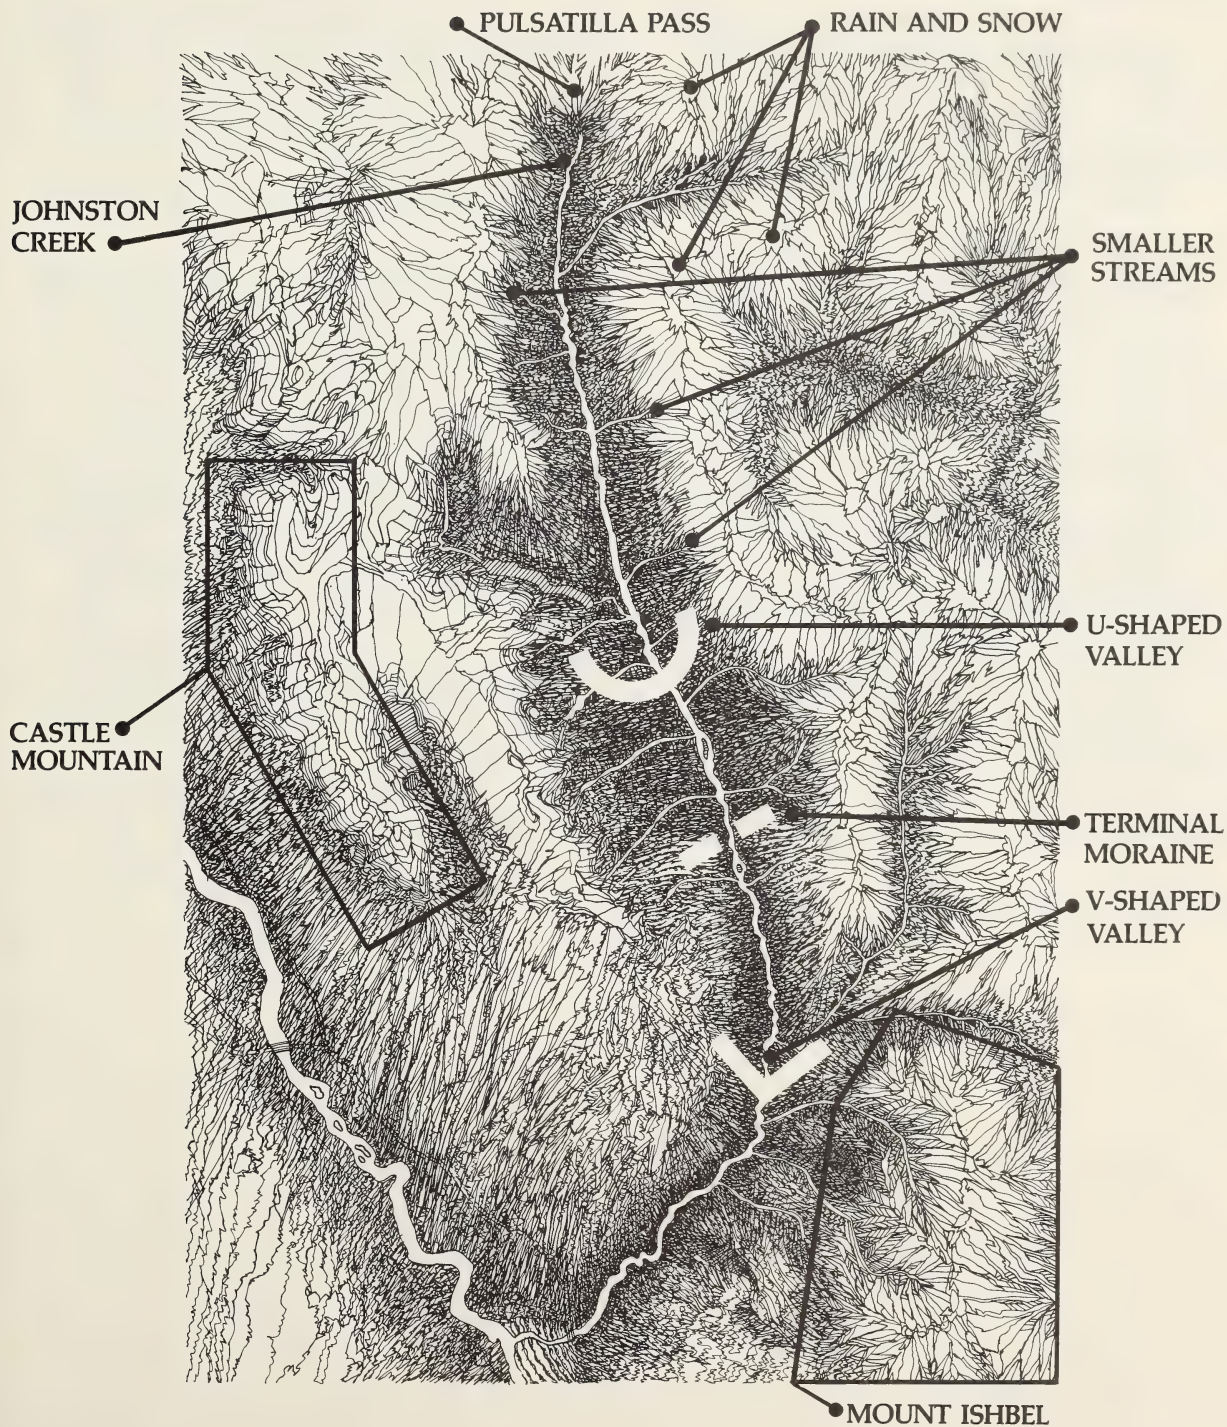 PULSATILLA PASS
RAIN AND SNOW
JOHNSTON
CREEK
SMALLER
STREAMS
U-SHAPED
VALLEY
CASTLE
MOUNTAIN
TERMINAL
MORAINE
V-SHAPED
VALLEY
MOUNT ISHBEL